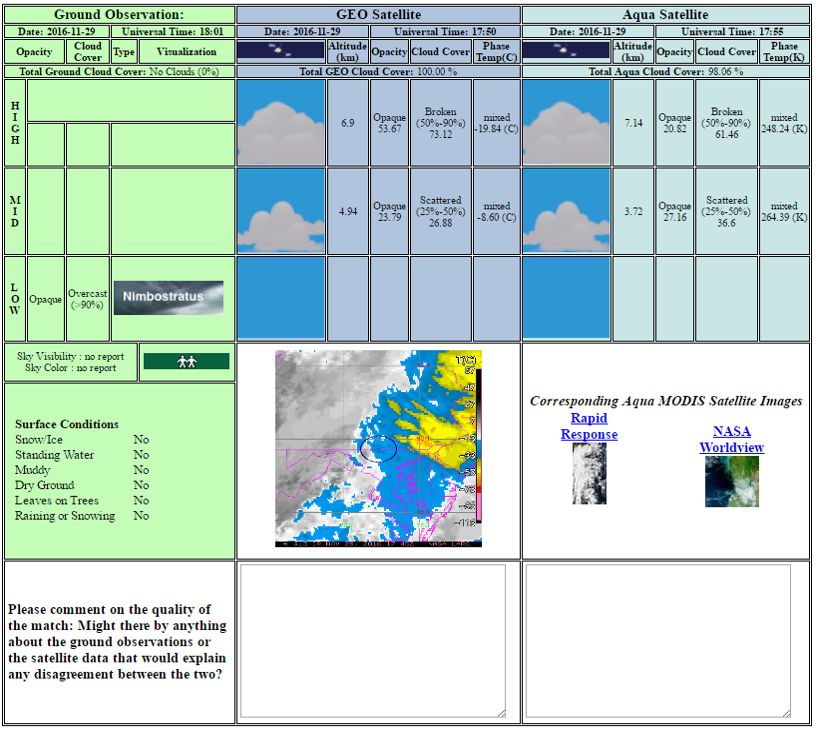 Ground Observation:
Date: 2016-11-29 Universal Time: 18:01
Opacity Cloud Cover Type Visualization
Total Ground Cloud Cover: No Clouds (0%)
HIGH
MID
LOW Opaque Overcast (>90%) Nimbostratus
Sky Visibility : no report
Sky Color : no report
Surface Conditions
Snow/Ice No
Standing Water No
Muddy No
Dry Ground No
Leaves on Trees No
Raining or Snowing No
Please comment on the quality of
the match: Might there by anything
about the ground observations or
the satellite data that would explain
any disagreement between the two?
GEO Satellite
Date: 2016-11-29 Universal Time: 17:50
Altitude (km) Opacity Cloud Cover Phase Temp(C)
Total GEO Cloud Cover: 100.00 %
6.9 Opaque 53.67 Broken (50%-90%) 73.12 mixed -19.84 (C)
4.94 Opaque 23.79 Scattered (25%-50%) 26.88 mixed -8.60 (C)
T(C)
Aqua Satellite
Date: 2016-11-29 Universal Time: 17:55
Altitude (km) Opacity Cloud Cover Phase Temp(K)
Total Aqua Cloud Cover: 98.06 %
7.14 Opaque 20.82 Broken (50%-90%) 61.46 mixed 248.24 (K)
3.72 Opaque 27.16 Scattered (25%-50%) 36.6 mixed 264.39 (K)
Corresponding Aqua MODIS Satellite Images
Rapid
Response
NASA
Worldview